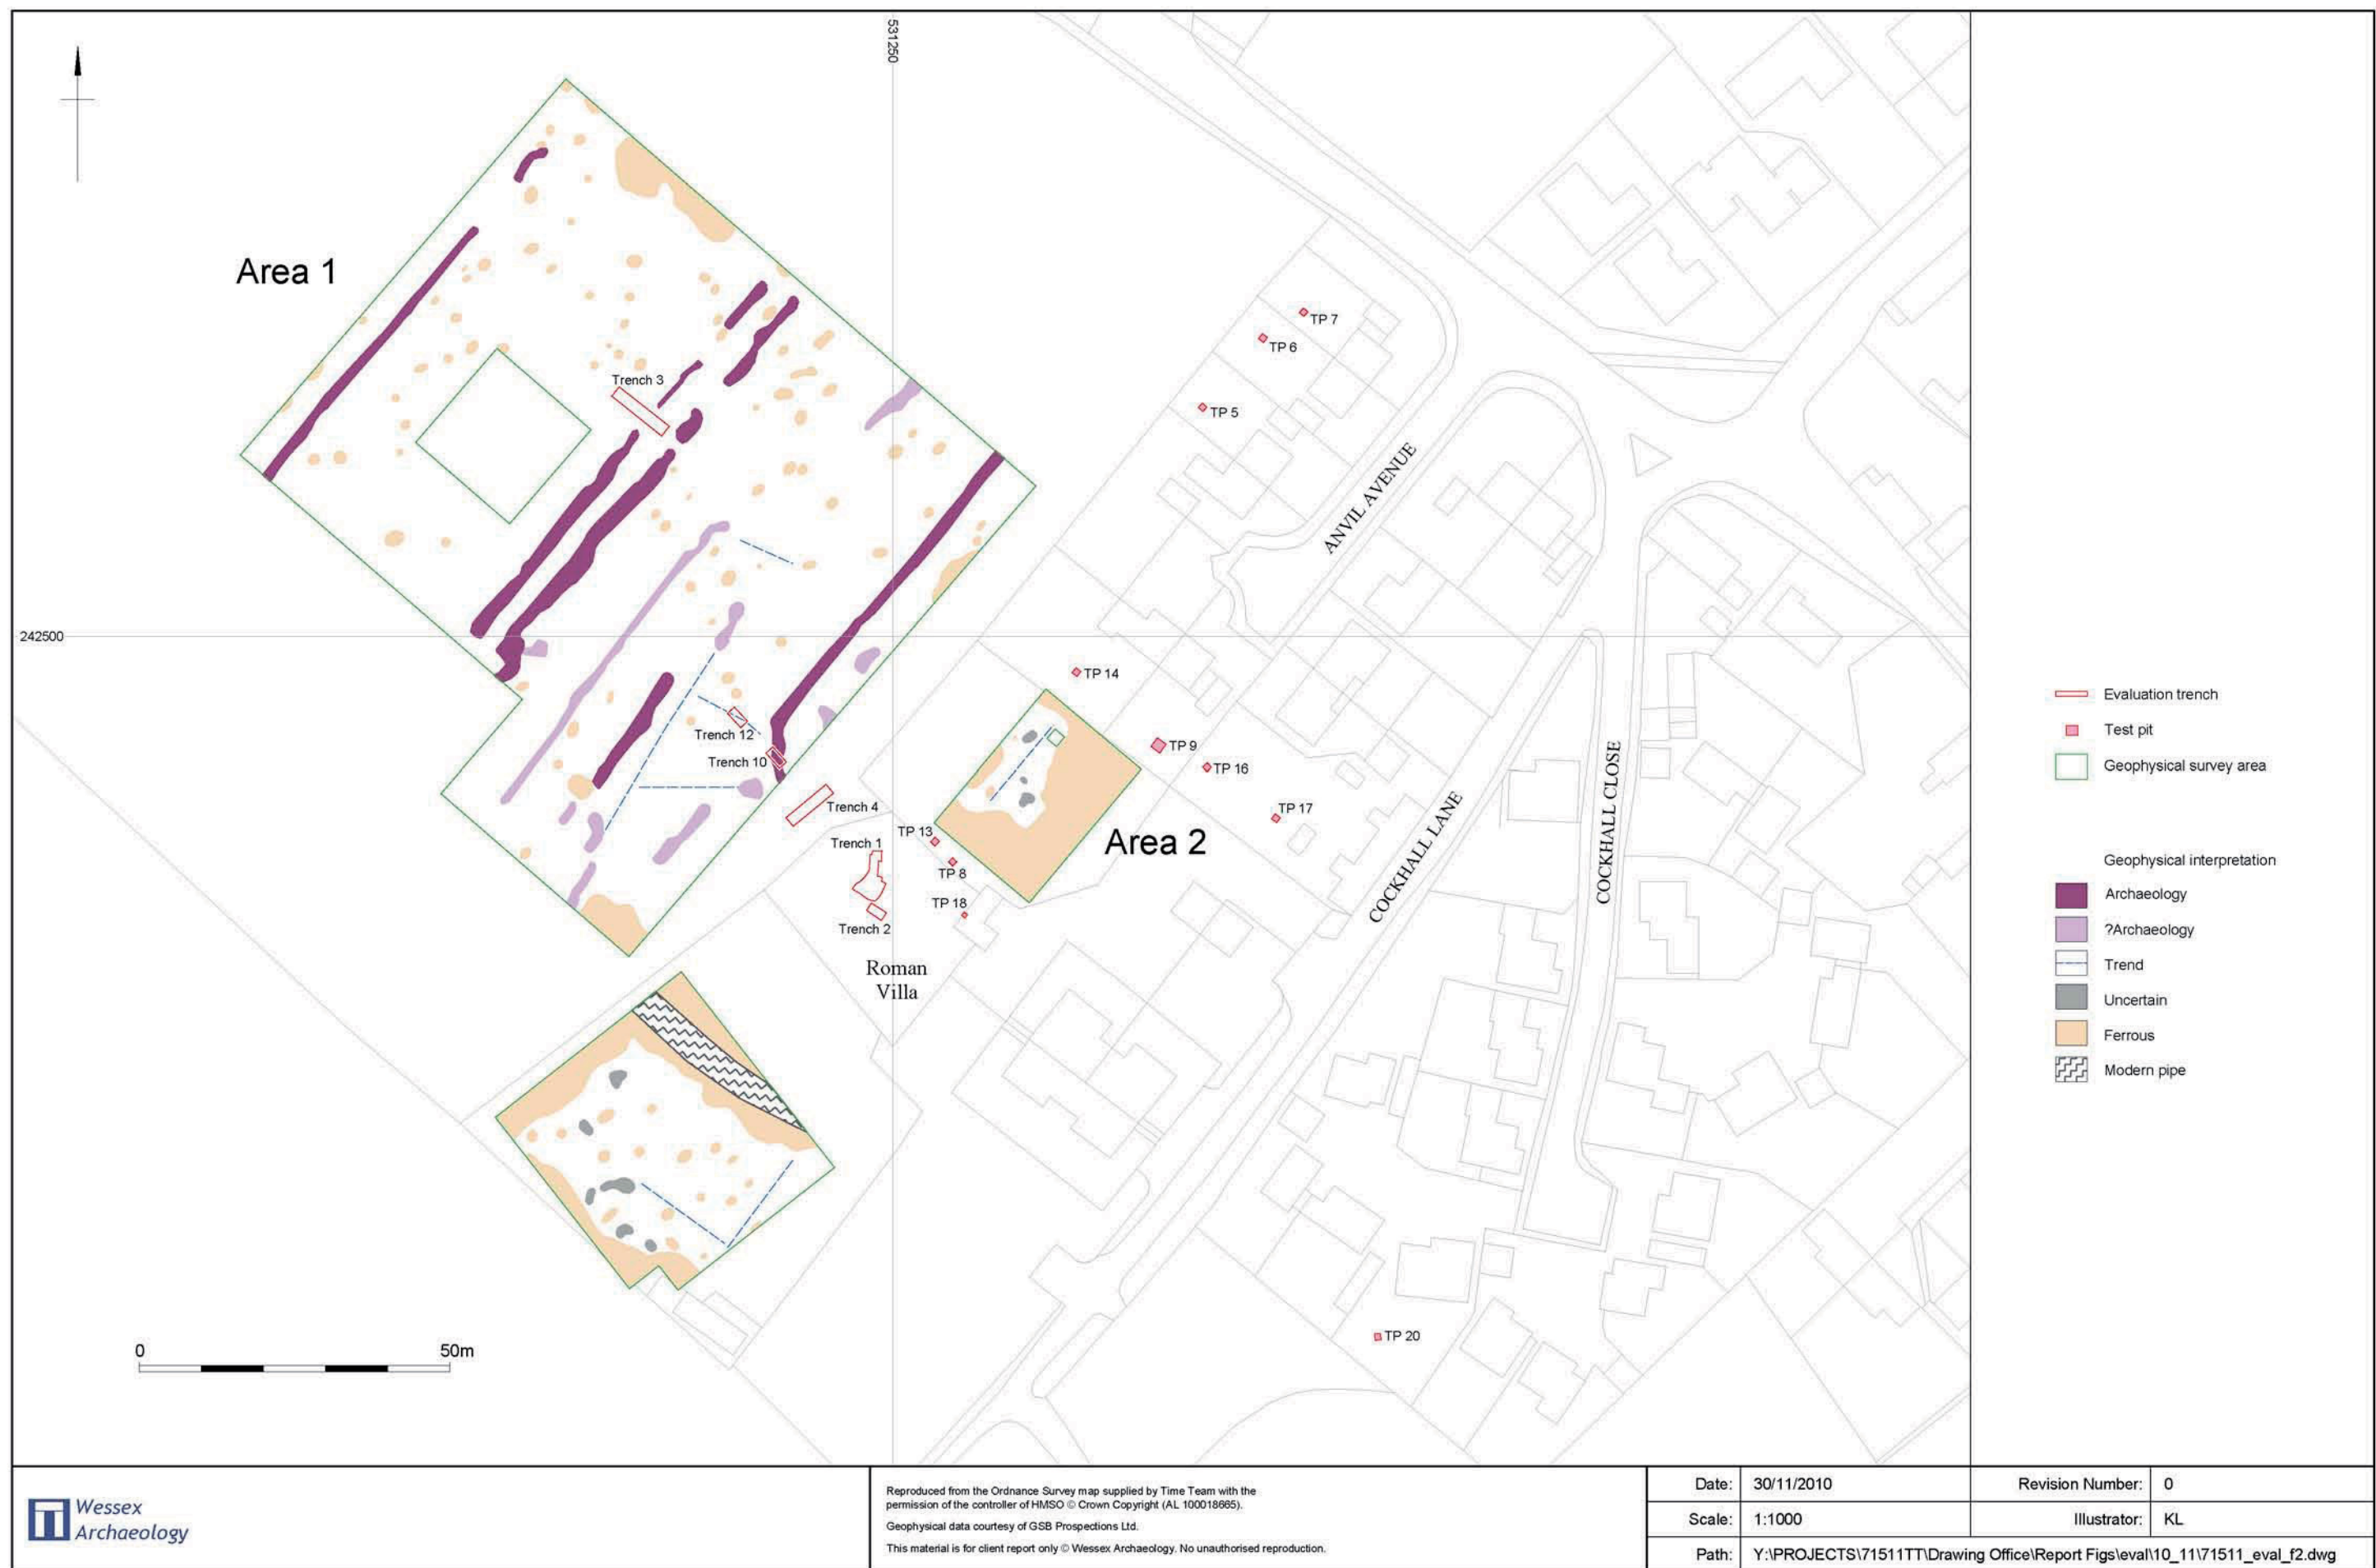 531250
Area 1
TP 7
TP 6
Trench 3
TP 5
ANVIL AVENUE
242500
TP 14
Trench 12
TP 9
Trench 10
TP 16
Trench 4
TP 17
TP 13
Area 2
Trench 1
TP 8
TP 18
Trench 2
COCKHALL LANE
COCKHALL CLOSE
Roman
Villa
TP 20
0 50m
Evaluation trench
Test pit
Geophysical survey area
Geophysical interpretation
Archaeology
?Archaeology
Trend
Uncertain
Ferrous
Modern pipe
Wessex
Archaeology
Reproduced from the Ordnance Survey map supplied by Time Team with the
permission of the controller of HMSO © Crown Copyright (AL 100018665).
Geophysical data courtesy of GSB Prospections Ltd.
This material is for client report only © Wessex Archaeology. No unauthorised reproduction.
Date: 30/11/2010 Revision Number: 0
Scale: 1:1000 Illustrator: KL
Path: Y:\PROJECTS\71511TT\Drawing Office\Report Figs\eval\10_11\71511_eval_f2.dwg